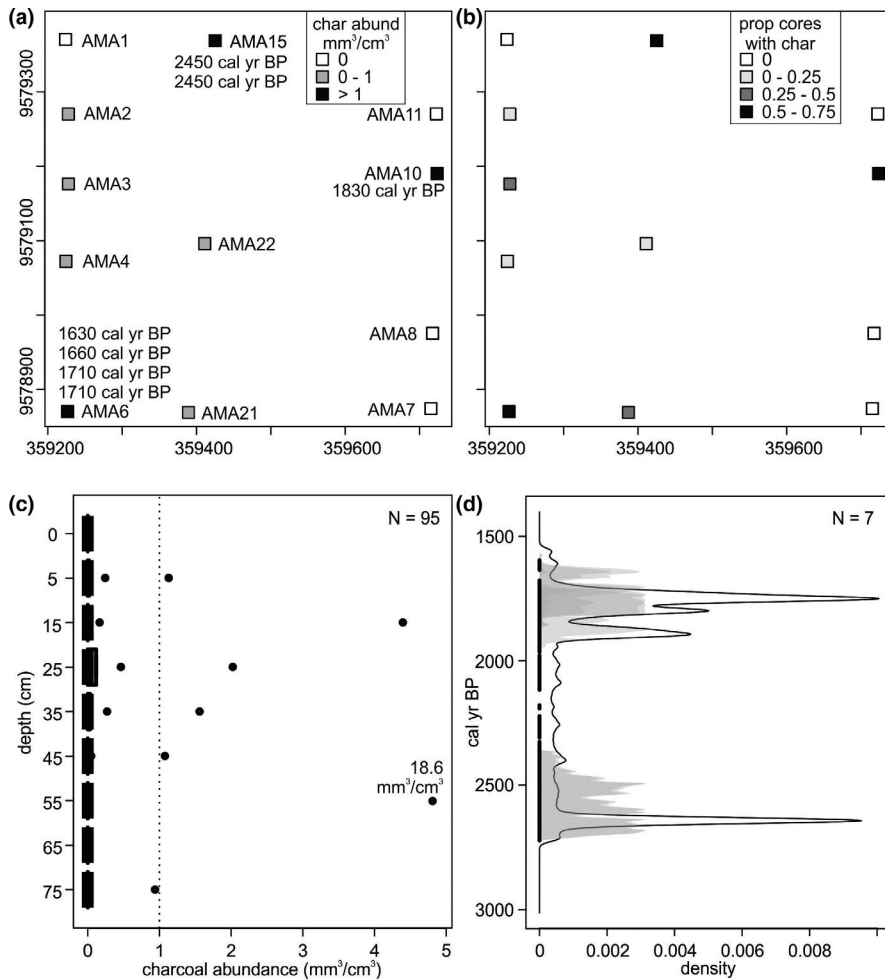 (a)
AMA1
AMA15
2450 cal yr BP
2450 cal yr BP
char abund
mm³/cm³
0
0 - 1
> 1
AMA2
AMA11
AMA3
AMA10
1830 cal yr BP
AMA22
AMA4
1630 cal yr BP
1660 cal yr BP
1710 cal yr BP
1710 cal yr BP
AMA8
AMA6
AMA21
AMA7
9579300
9579100
9578900
359200
359400
359600
(b)
prop cores
with char
0
0 - 0.25
0.25 - 0.5
0.5 - 0.75
359200
359400
359600
(c)
N = 95
0
5
15
25
35
45
55
65
75
depth (cm)
18.6
mm³/cm³
0
1
2
3
4
5
charcoal abundance (mm³/cm³)
(d)
N = 7
1500
2000
2500
3000
cal yr BP
0
0.002
0.004
0.006
0.008
density